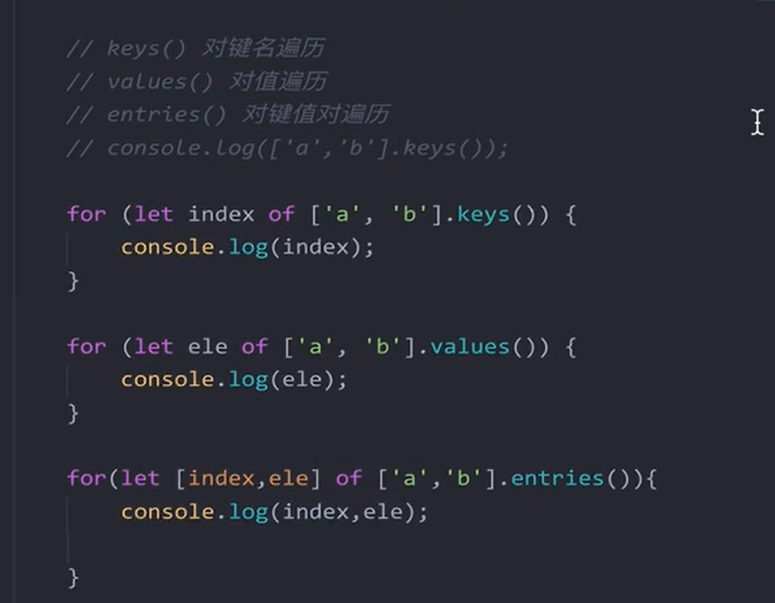 // keys() 对键名遍历
// values() 对值遍历
// entries() 对键值对遍历
// console.log(['a','b'].keys());
for (let index of ['a', 'b'].keys()) {
console.log(index);
}
for (let ele of ['a', 'b'].values()) {
console.log(ele);
}
for(let [index,ele] of ['a','b'].entries()){
console.log(index,ele);
}